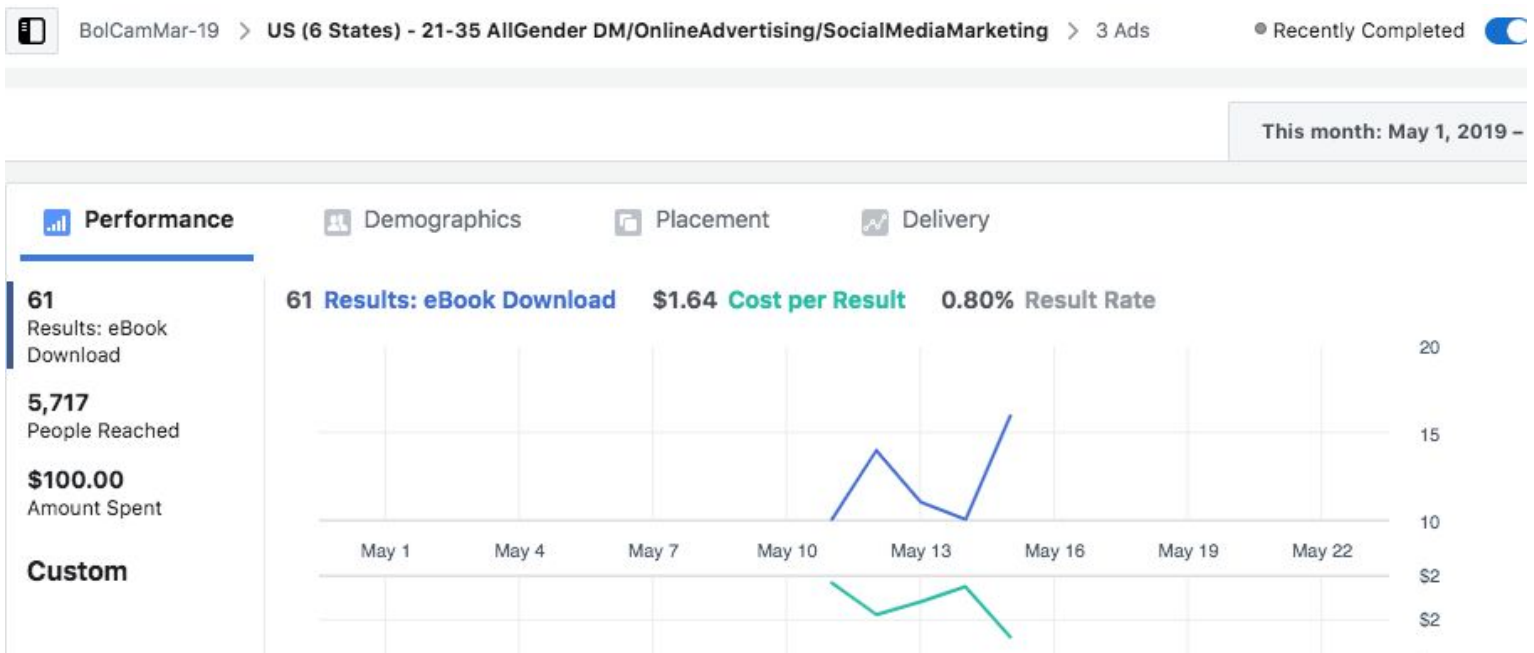 BolCamMar-19 > US (6 States) - 21-35 AllGender DM/OnlineAdvertising/SocialMediaMarketing > 3 Ads Recently Completed
This month: May 1, 2019 –
Performance Demographics Placement Delivery
61
Results: eBook
Download
5,717
People Reached
$100.00
Amount Spent
Custom
61 Results: eBook Download $1.64 Cost per Result 0.80% Result Rate
20
15
10
May 1 May 4 May 7 May 10 May 13 May 16 May 19 May 22
$2
$2